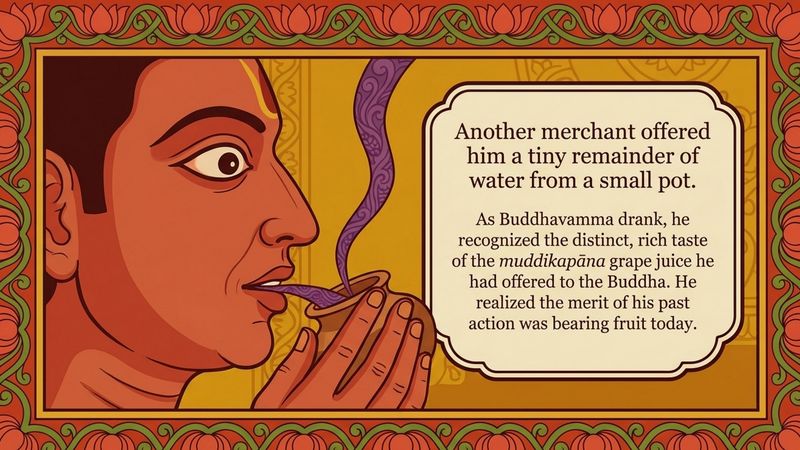 Another merchant offered
him a tiny remainder of
water from a small pot.
As Buddhavamma drank, he
recognized the distinct, rich taste
of the muddikapāna grape juice he
had offered to the Buddha. He
realized the merit of his past
action was bearing fruit today.